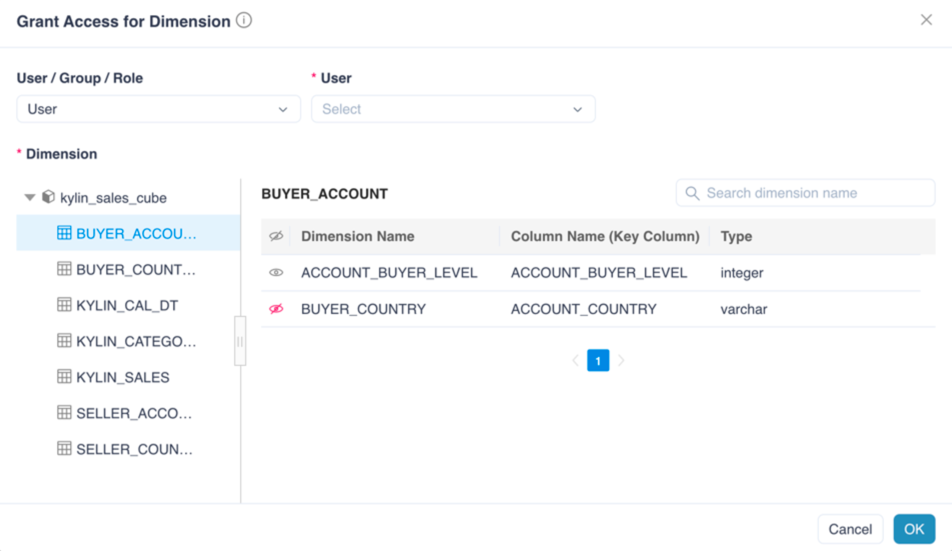 Grant Access for Dimension
User / Group / Role
* User
User
Select
* Dimension
kylin_sales_cube
BUYER_ACCOU...
BUYER_COUNT...
KYLIN_CAL_DT
KYLIN_CATEGO...
KYLIN_SALES
SELLER_ACCO...
SELLER_COUN...
BUYER_ACCOUNT
Search dimension name
Dimension Name Column Name (Key Column) Type
ACCOUNT_BUYER_LEVEL ACCOUNT_BUYER_LEVEL integer
BUYER_COUNTRY ACCOUNT_COUNTRY varchar
1
Cancel
OK